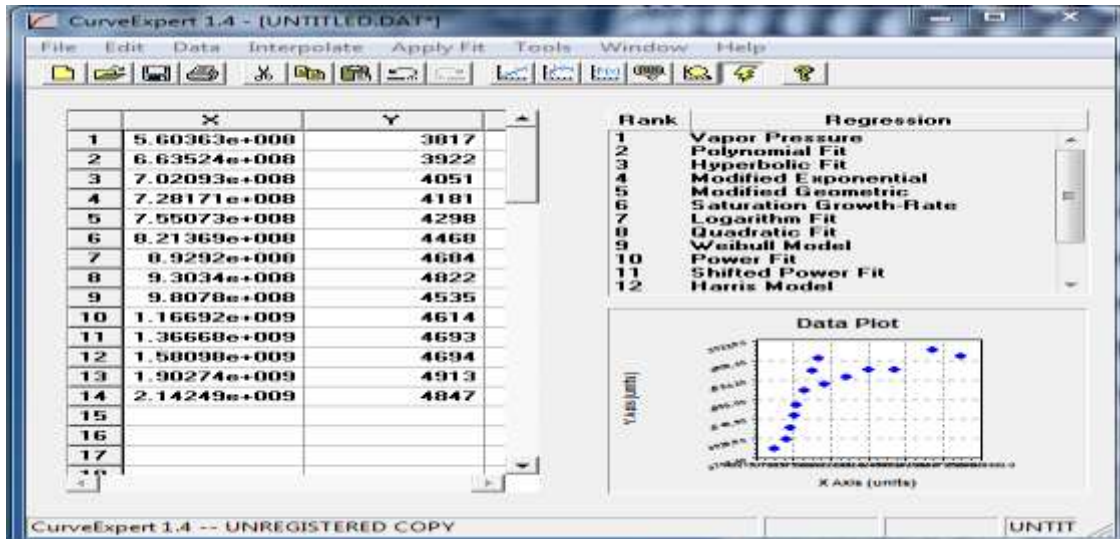 CurveExpert 1.4 - [UNTITLED.DAT*]
File Edit Data Interpolate Apply Fit Tools Window Help
X Y
1 5.60363e+008 3817
2 6.63524e+008 3922
3 7.02093e+008 4051
4 7.28171e+008 4181
5 7.55073e+008 4298
6 8.21369e+008 4468
7 8.9292e+008 4684
8 9.3034e+008 4822
9 9.8078e+008 4535
10 1.16692e+009 4614
11 1.36668e+009 4693
12 1.58098e+009 4694
13 1.90274e+009 4913
14 2.14249e+009 4847
15
16
17
Rank Regression
1 Vapor Pressure
2 Polynomial Fit
3 Hyperbolic Fit
4 Modified Exponential
5 Modified Geometric
6 Saturation Growth-Rate
7 Logarithm Fit
8 Quadratic Fit
9 Weibull Model
10 Power Fit
11 Shifted Power Fit
12 Harris Model
Data Plot
Y Axis (units)
X Axis (units)
CurveExpert 1.4 -- UNREGISTERED COPY
UNTIT